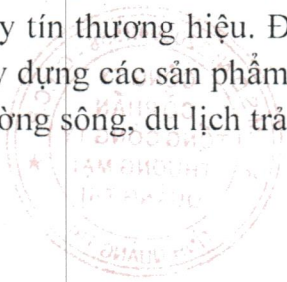 y tín thương hiệu. Đ
y dựng các sản phẩm
ờng sông, du lịch trả